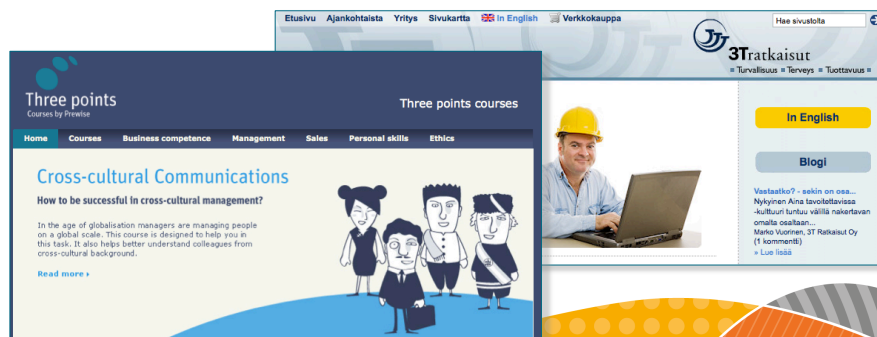 Etusivu Ajankohtaista Yritys Sivukartta In English Verkkokauppa
Hae sivustolta
3Tratkaisut
Turvallisuus Terveys Tuottavuus
In English
Blogi
Vastaatko? - sekin on osa...
Nykyinen Aina tavoitettavissa
-kulttuuri tuntuu välillä nakertavan
omalta osaltaan...
Marko Vuorinen, 3T Ratkaisut Oy
(1 kommentti)
» Lue lisää
Three points
Courses by Prewise
Three points courses
Home Courses Business competence Management Sales Personal skills Ethics
Cross-cultural Communications
How to be successful in cross-cultural management?
In the age of globalisation managers are managing people
on a global scale. This course is designed to help you in
this task. It also helps better understand colleagues from
cross-cultural background.
Read more